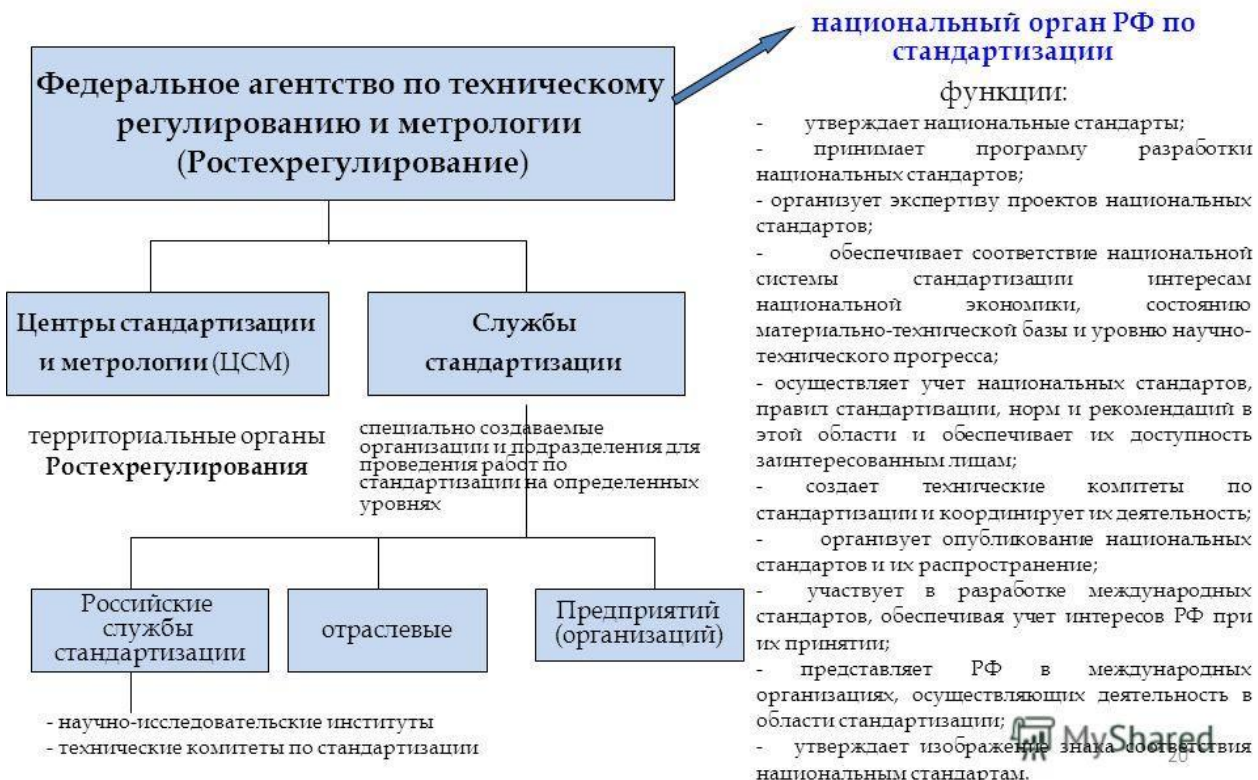 Федеральное агентство по техническому
регулированию и метрологии
(Ростехрегулирование)
Центры стандартизации
и метрологии (ЦСМ)
Службы
стандартизации
территориальные органы
Ростехрегулирования
специально создаваемые
организации и подразделения для
проведения работ по
стандартизации на определенных
уровнях
Российские
службы
стандартизации
отраслевые
Предприятий
(организаций)
- научно-исследовательские институты
- технические комитеты по стандартизации
национальный орган РФ по
стандартизации
функции:
- утверждает национальные стандарты;
- принимает программу разработки
национальных стандартов;
- организует экспертизу проектов национальных
стандартов;
- обеспечивает соответствие национальной
системы стандартизации интересам
национальной экономики, состоянию
материально-технической базы и уровню научно-
технического прогресса;
- осуществляет учет национальных стандартов,
правил стандартизации, норм и рекомендаций в
этой области и обеспечивает их доступность
заинтересованным лицам;
- создает технические комитеты по
стандартизации и координирует их деятельность;
- организует опубликование национальных
стандартов и их распространение;
- участвует в разработке международных
стандартов, обеспечивая учет интересов РФ при
их принятии;
- представляет РФ в международных
организациях, осуществляющих деятельность в
области стандартизации;
- утверждает изображение знака соответствия
национальным стандартам.
MyShared
20